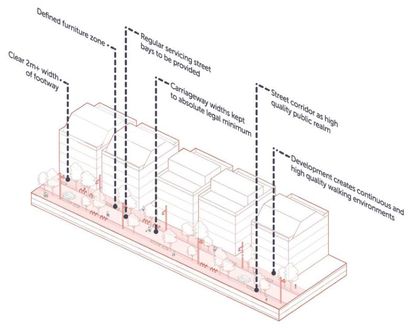 Defined furniture zone
Regular servicing street
bays to be provided
Clear 2m+ width
of footway
Carriageway widths kept
to absolute legal minimum
Street corridor as high
quality public realm
Development creates continuous and
high quality walking environments